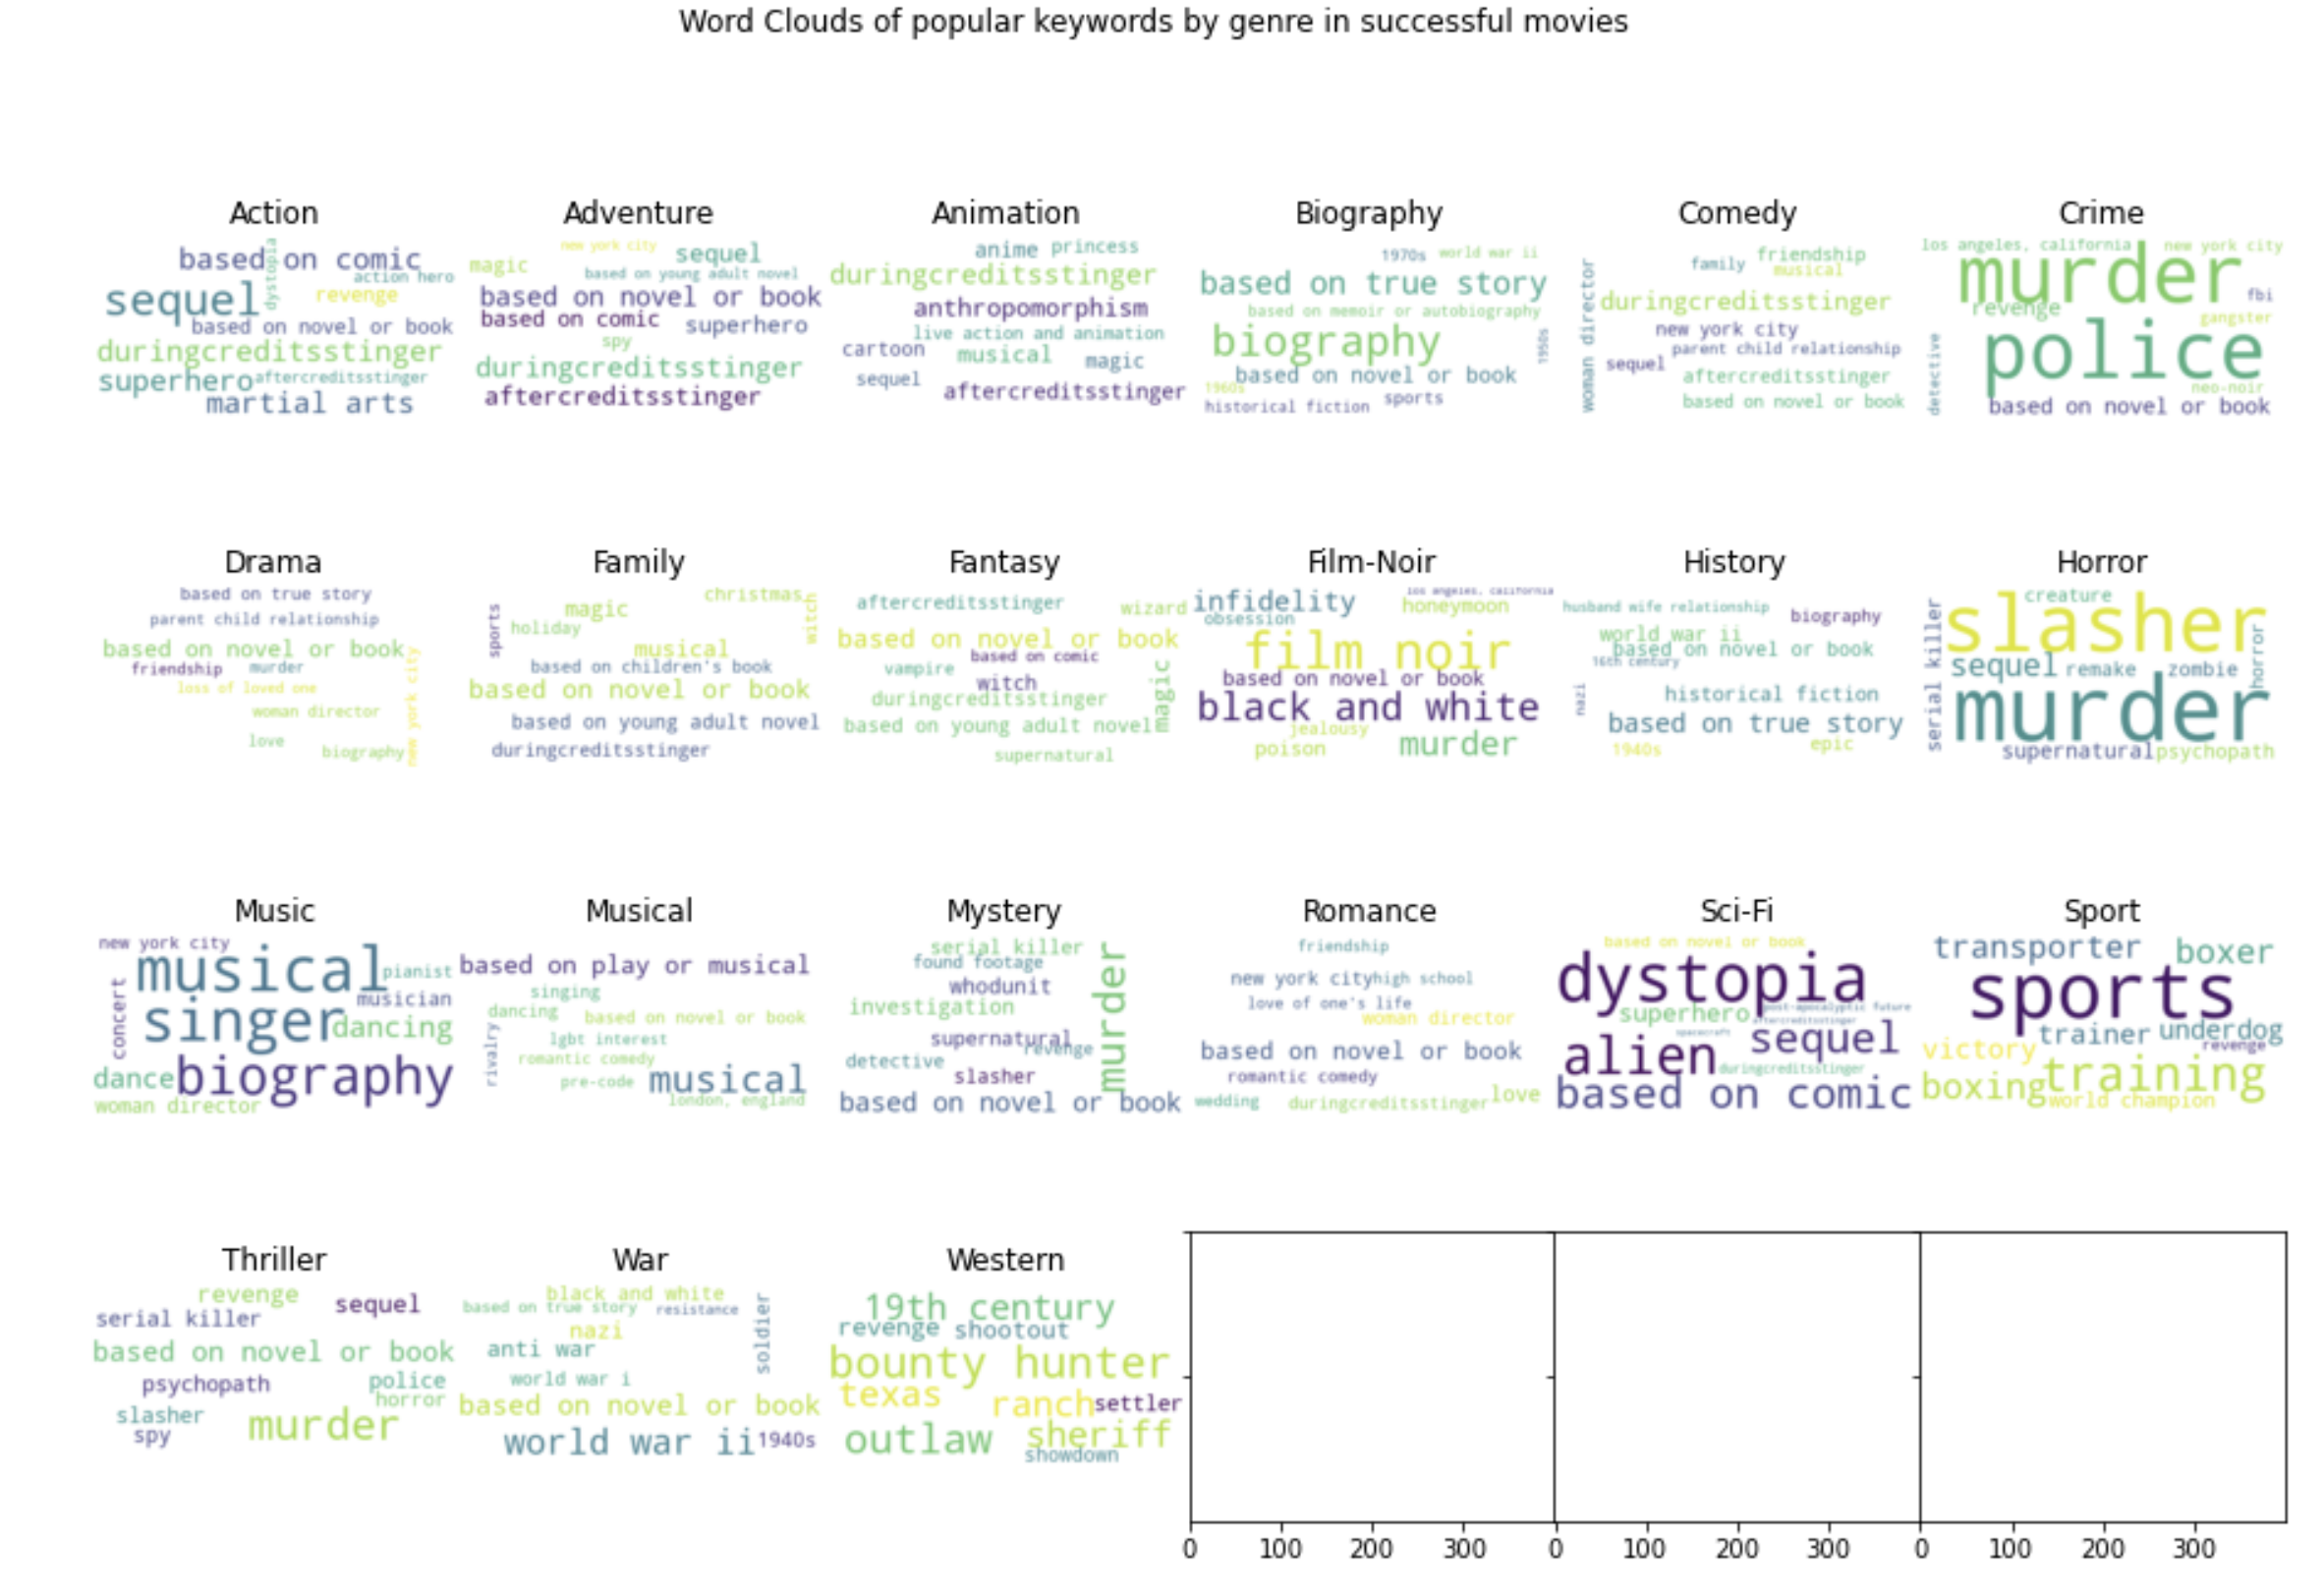 Word Clouds of popular keywords by genre in successful movies
Action
based on comic
dystopia
action hero
sequel
revenge
based on novel or book
duringcreditsstinger
superhero
aftercreditsstinger
martial arts
Adventure
new york city
sequel
magic
based on young adult novel
based on novel or book
based on comic
superhero
spy
duringcreditsstinger
aftercreditsstinger
Animation
anime
princess
duringcreditsstinger
anthropomorphism
live action and animation
cartoon
musical
magic
sequel
aftercreditsstinger
Biography
1970s
world war ii
based on true story
based on memoir or autobiography
biography
1950s
based on novel or book
1960s
historical fiction
sports
Comedy
friendship
family
musical
woman director
duringcreditsstinger
new york city
parent child relationship
sequel
aftercreditsstinger
based on novel or book
Crime
los angeles, california
new york city
murder
fbi
revenge
gangster
police
detective
neo-noir
based on novel or book
Drama
based on true story
parent child relationship
based on novel or book
friendship
murder
loss of loved one
woman director
new york city
love
biography
Family
christmas
magic
witch
sports
holiday
musical
based on children's book
based on novel or book
based on young adult novel
duringcreditsstinger
Fantasy
aftercreditsstinger
wizard
based on novel or book
based on comic
vampire
witch
magic
duringcreditsstinger
based on young adult novel
supernatural
Film-Noir
los angeles, california
infidelity
honeymoon
obsession
film noir
based on novel or book
black and white
jealousy
poison
murder
History
husband wife relationship
biography
world war ii
based on novel or book
16th century
nazi
historical fiction
based on true story
1940s
epic
Horror
creature
slasher
serial killer
horror
sequel
remake
zombie
murder
supernatural
psychopath
Music
new york city
musical
pianist
concert
musician
singer
dancing
dance
biography
woman director
Musical
based on play or musical
singing
dancing
based on novel or book
rivalry
lgbt interest
romantic comedy
pre-code
musical
london, england
Mystery
serial killer
found footage
whodunit
murder
investigation
supernatural
revenge
detective
slasher
based on novel or book
Romance
friendship
new york city
high school
love of one's life
woman director
based on novel or book
romantic comedy
wedding
duringcreditsstinger
love
Sci-Fi
based on novel or book
dystopia
post-apocalyptic future
superhero
aftercreditsstinger
spacecraft
sequel
alien
duringcreditsstinger
based on comic
Sport
transporter
boxer
sports
trainer
underdog
revenge
victory
training
boxing
world champion
Thriller
revenge
sequel
serial killer
based on novel or book
psychopath
police
horror
slasher
murder
spy
War
black and white
based on true story
resistance
soldier
nazi
anti war
world war i
based on novel or book
world war ii
1940s
Western
19th century
revenge
shootout
bounty hunter
texas
ranch
settler
outlaw
sheriff
showdown
0 100 200 300
0 100 200 300
0 100 200 300